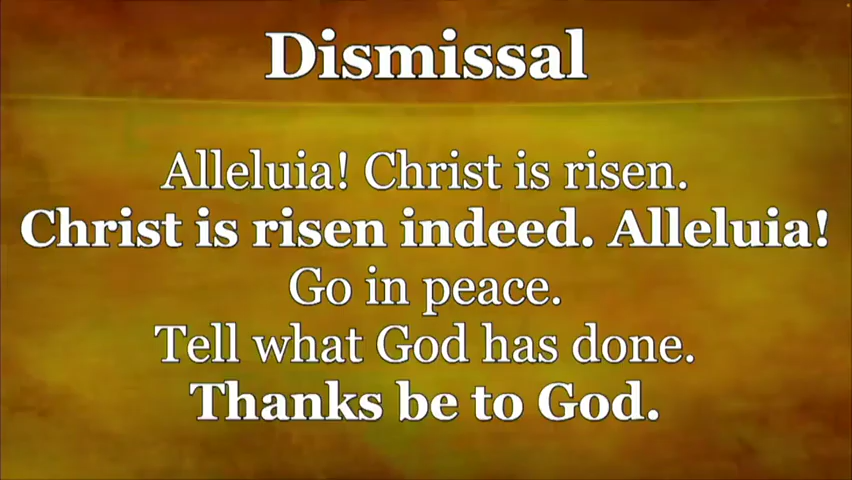 Dismissal
Alleluia! Christ is risen.
Christ is risen indeed. Alleluia!
Go in peace.
Tell what God has done.
Thanks be to God.